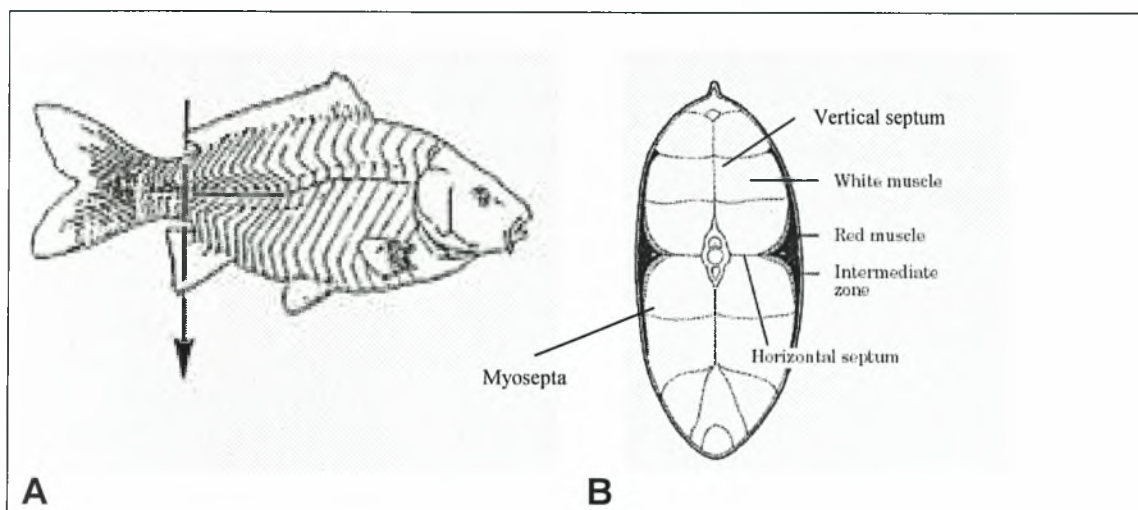 Vertical septum
White muscle
Red muscle
Intermediate
zone
Horizontal septum
Myosepta
A
B